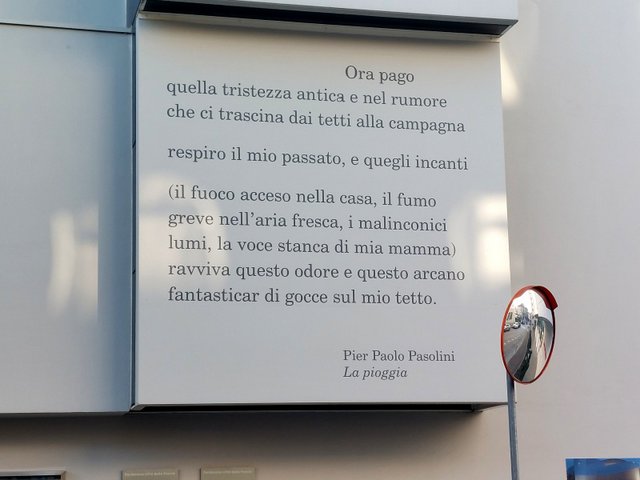 Ora pago
quella tristezza antica e nel rumore
che ci trascina dai tetti alla campagna
respiro il mio passato, e quegli incanti
(il fuoco acceso nella casa, il fumo
greve nell'aria fresca, i malinconici
lumi, la voce stanca di mia mamma)
ravviva questo odore e questo arcano
fantasticar di gocce sul mio tetto.
Pier Paolo Pasolini
La pioggia